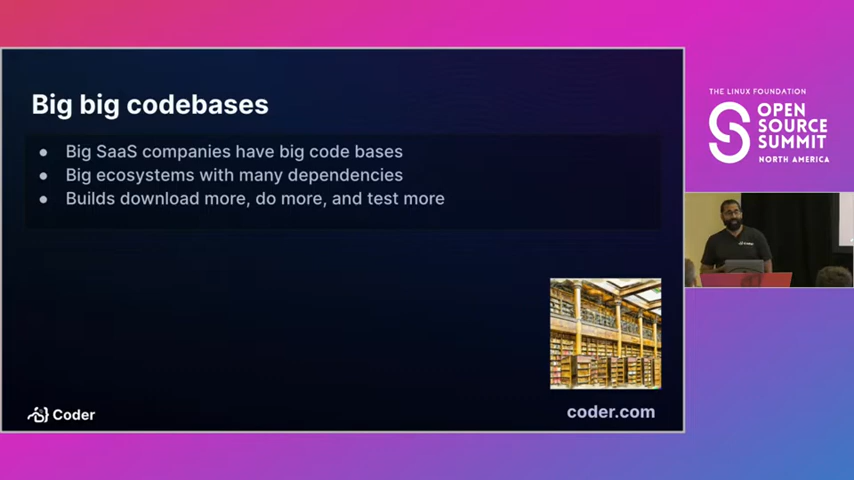 Big big codebases
● Big SaaS companies have big code bases
● Big ecosystems with many dependencies
● Builds download more, do more, and test more
Coder
coder.com
THE LINUX FOUNDATION
OPEN
SOURCE
SUMMIT
NORTH AMERICA